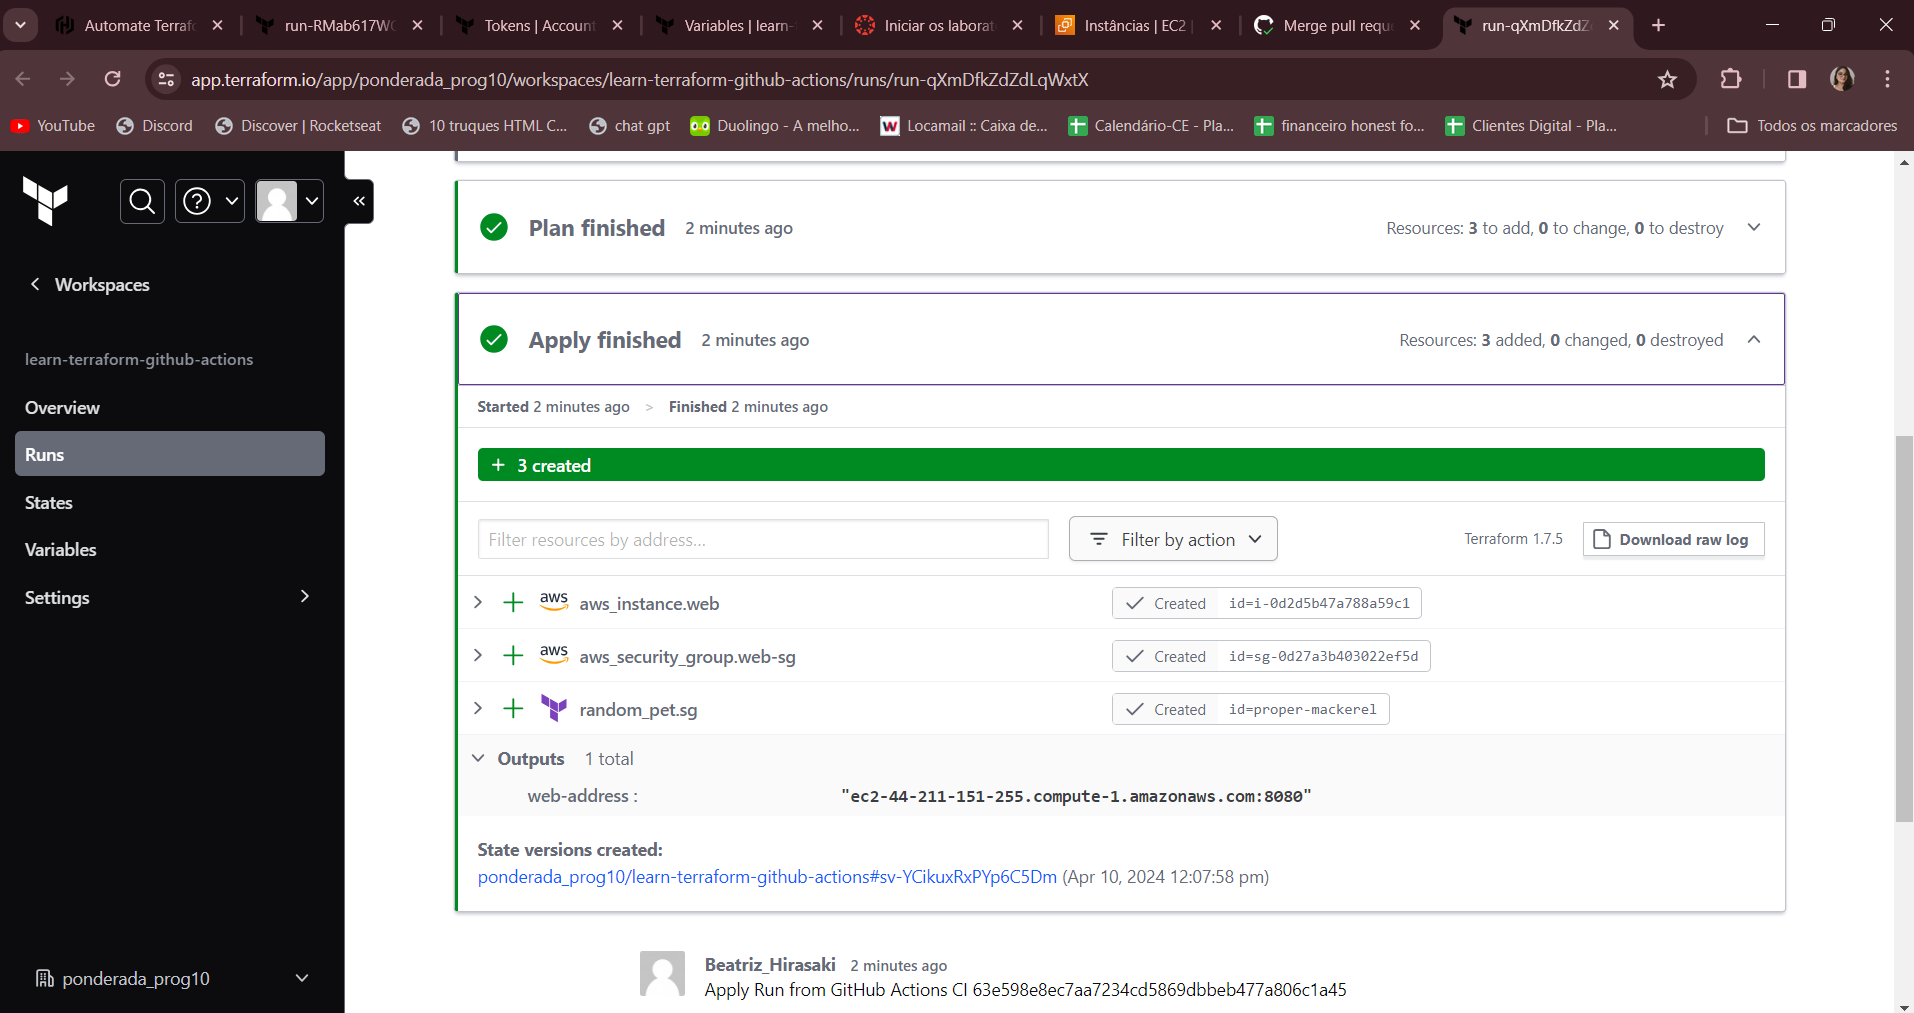 Automate Terraf
run-RMab617W
Tokens | Account
Variables | learn-
Iniciar os laborat
Instâncias | EC2 |
Merge pull reque
run-qXmDfkZdZ
app.terraform.io/app/ponderada_prog10/workspaces/learn-terraform-github-actions/runs/run-qXmDfkZdZdLqWxtX
YouTube
Discord
Discover | Rocketseat
10 truques HTML C...
chat gpt
Duolingo - A melho...
Locamail :: Caixa de...
Calendário-CE - Pla...
financeiro honest fo...
Clientes Digital - Pla...
Todos os marcadores
Workspaces
learn-terraform-github-actions
Overview
Runs
States
Variables
Settings
ponderada_prog10
Plan finished 2 minutes ago
Resources: 3 to add, 0 to change, 0 to destroy
Apply finished 2 minutes ago
Resources: 3 added, 0 changed, 0 destroyed
Started 2 minutes ago > Finished 2 minutes ago
+ 3 created
Filter resources by address...
Filter by action
Terraform 1.7.5
Download raw log
aws aws_instance.web
Created id=i-0d2d5b47a788a59c1
aws aws_security_group.web-sg
Created id=sg-0d27a3b403022ef5d
random_pet.sg
Created id=proper-mackerel
Outputs 1 total
web-address : "ec2-44-211-151-255.compute-1.amazonaws.com:8080"
State versions created:
ponderada_prog10/learn-terraform-github-actions#sv-YCikuxRxPYp6C5Dm (Apr 10, 2024 12:07:58 pm)
Beatriz_Hirasaki 2 minutes ago
Apply Run from GitHub Actions CI 63e598e8ec7aa7234cd5869dbbeb477a806c1a45